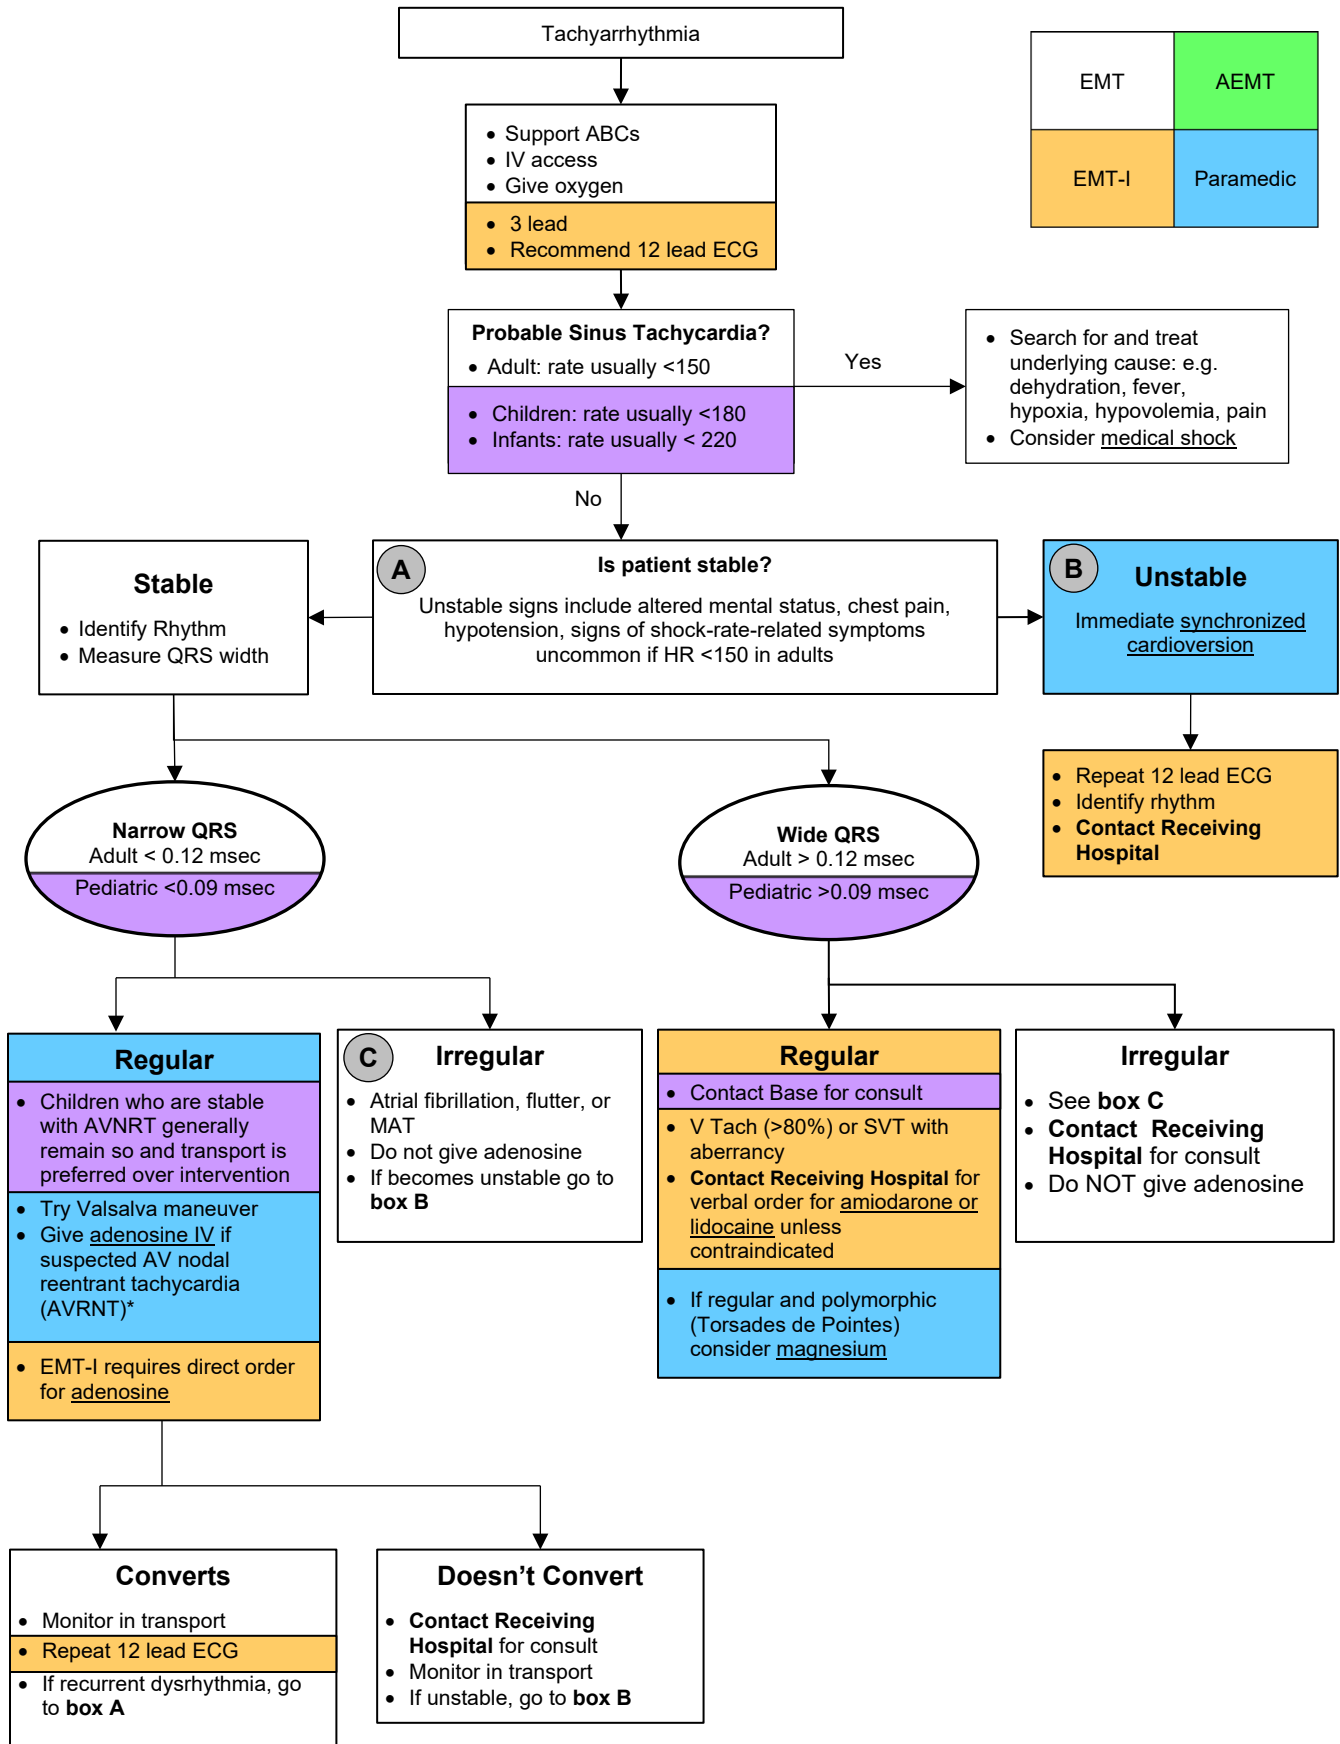 Tachyarrhythmia
EMT
AEMT
EMT-I
Paramedic
• Support ABCs
• IV access
• Give oxygen
• 3 lead
• Recommend 12 lead ECG
Probable Sinus Tachycardia?
• Adult: rate usually <150
• Children: rate usually <180
• Infants: rate usually < 220
Yes
• Search for and treat
underlying cause: e.g.
dehydration, fever,
hypoxia, hypovolemia, pain
• Consider medical shock
No
Stable
• Identify Rhythm
• Measure QRS width
A
Is patient stable?
Unstable signs include altered mental status, chest pain,
hypotension, signs of shock-rate-related symptoms
uncommon if HR <150 in adults
B
Unstable
Immediate synchronized
cardioversion
• Repeat 12 lead ECG
• Identify rhythm
• Contact Receiving
Hospital
Narrow QRS
Adult < 0.12 msec
Pediatric <0.09 msec
Wide QRS
Adult > 0.12 msec
Pediatric >0.09 msec
Regular
• Children who are stable
with AVNRT generally
remain so and transport is
preferred over intervention
• Try Valsalva maneuver
• Give adenosine IV if
suspected AV nodal
reentrant tachycardia
(AVRNT)*
• EMT-I requires direct order
for adenosine
C
Irregular
• Atrial fibrillation, flutter, or
MAT
• Do not give adenosine
• If becomes unstable go to
box B
Regular
• Contact Base for consult
• V Tach (>80%) or SVT with
aberrancy
• Contact Receiving Hospital for
verbal order for amiodarone or
lidocaine unless
contraindicated
• If regular and polymorphic
(Torsades de Pointes)
consider magnesium
Irregular
• See box C
• Contact Receiving
Hospital for consult
• Do NOT give adenosine
Converts
• Monitor in transport
• Repeat 12 lead ECG
• If recurrent dysrhythmia, go
to box A
Doesn’t Convert
• Contact Receiving
Hospital for consult
• Monitor in transport
• If unstable, go to box B